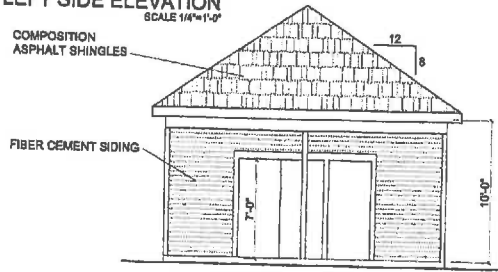 LEFT SIDE ELEVATION
SCALE 1/4"=1'-0"
COMPOSITION
ASPHALT SHINGLES
12
8
FIBER CEMENT SIDING
7'-0"
10'-0"